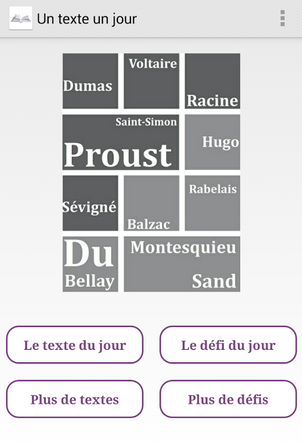 Un texte un jour
Dumas
Voltaire
Racine
Saint-Simon
Proust
Hugo
Sévigné
Balzac
Rabelais
Du
Bellay
Montesquieu
Sand
Le texte du jour
Le défi du jour
Plus de textes
Plus de défis